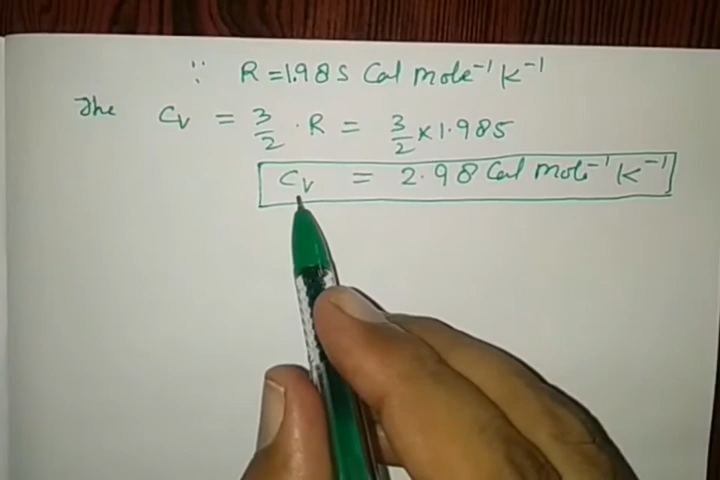 ∵ R = 1.985 Cal mole⁻¹ K⁻¹
The Cv = 3/2 · R = 3/2 × 1.985
Cv = 2.98 Cal mole⁻¹ K⁻¹